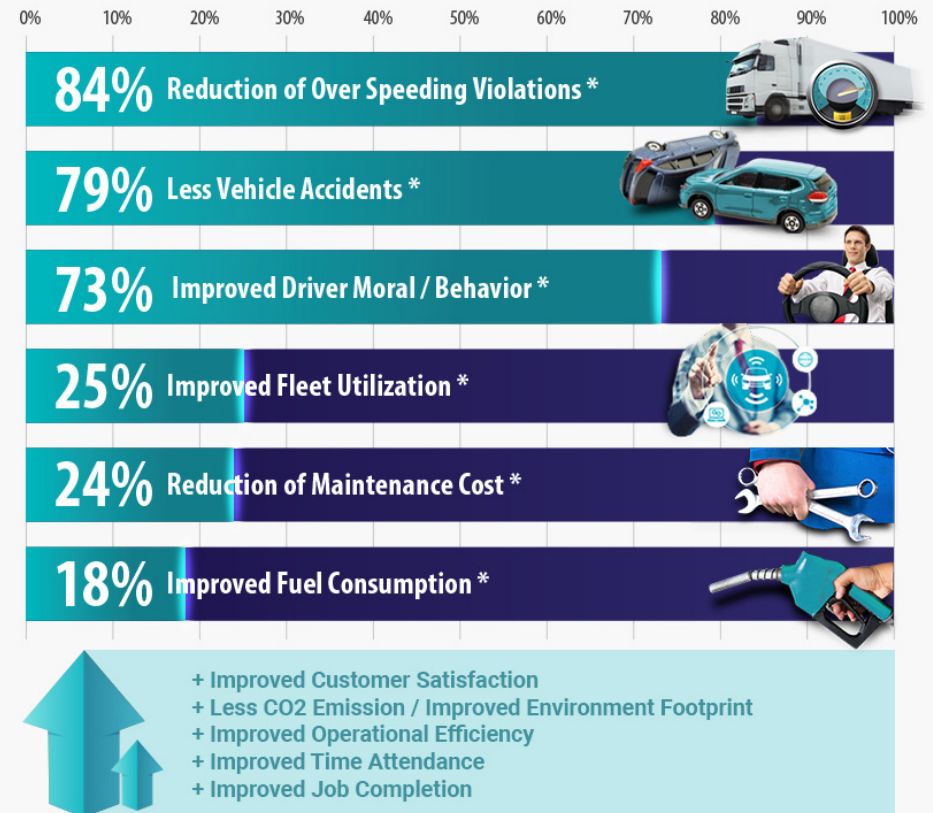 0% 10% 20% 30% 40% 50% 60% 70% 80% 90% 100%
84% Reduction of Over Speeding Violations *
79% Less Vehicle Accidents *
73% Improved Driver Moral / Behavior *
25% Improved Fleet Utilization *
24% Reduction of Maintenance Cost *
18% Improved Fuel Consumption *
+ Improved Customer Satisfaction
+ Less CO2 Emission / Improved Environment Footprint
+ Improved Operational Efficiency
+ Improved Time Attendance
+ Improved Job Completion